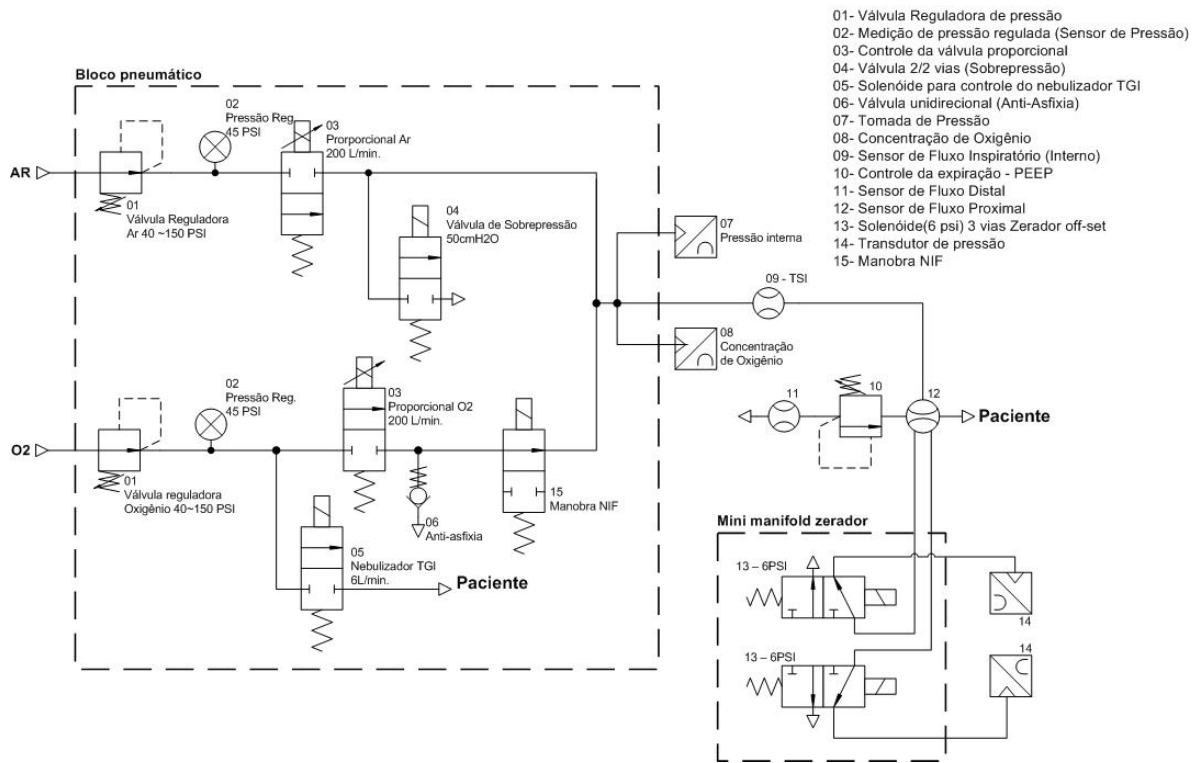 01- Válvula Reguladora de pressão
02- Medição de pressão regulada (Sensor de Pressão)
03- Controle da válvula proporcional
04- Válvula 2/2 vias (Sobrepressão)
05- Solenóide para controle do nebulizador TGI
06- Válvula unidirecional (Anti-Asfixia)
07- Tomada de Pressão
08- Concentração de Oxigênio
09- Sensor de Fluxo Inspiratório (Interno)
10- Controle da expiração - PEEP
11- Sensor de Fluxo Distal
12- Sensor de Fluxo Proximal
13- Solenóide(6 psi) 3 vias Zerador off-set
14- Transdutor de pressão
15- Manobra NIF
Bloco pneumático
02
Pressão Reg.
45 PSI
03
Prorporcional Ar
200 L/min.
AR
01
Válvula Reguladora
Ar 40 ~150 PSI
04
Válvula de Sobrepressão
50cmH2O
07
Pressão interna
09 - TSI
08
Concentração
de Oxigênio
02
Pressão Reg.
45 PSI
03
Proporcional O2
200 L/min.
O2
01
Válvula reguladora
Oxigênio 40~150 PSI
06
Anti-asfixia
15
Manobra NIF
05
Nebulizador TGI
6L/min.
Paciente
11
10
12
Paciente
Mini manifold zerador
13 – 6PSI
14
13 – 6PSI
14